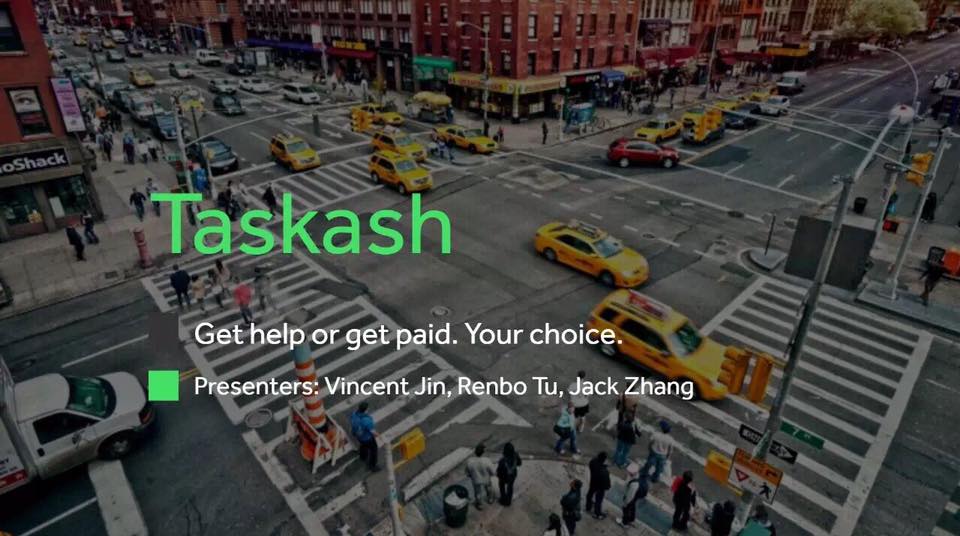 oShack
Taskash
Get help or get paid. Your choice.
Presenters: Vincent Jin, Renbo Tu, Jack Zhang